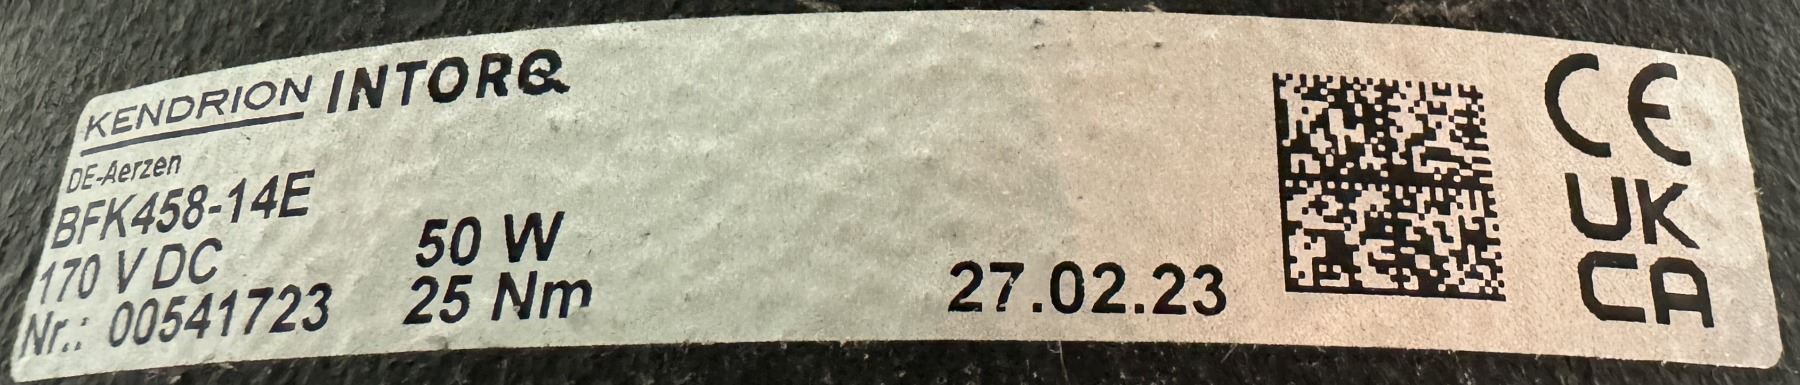 KENDRION INTORQ
DE-Aerzen
BFK458-14E
170 V DC 50 W
Nr.: 00541723 25 Nm 27.02.23
CE
UK
CA